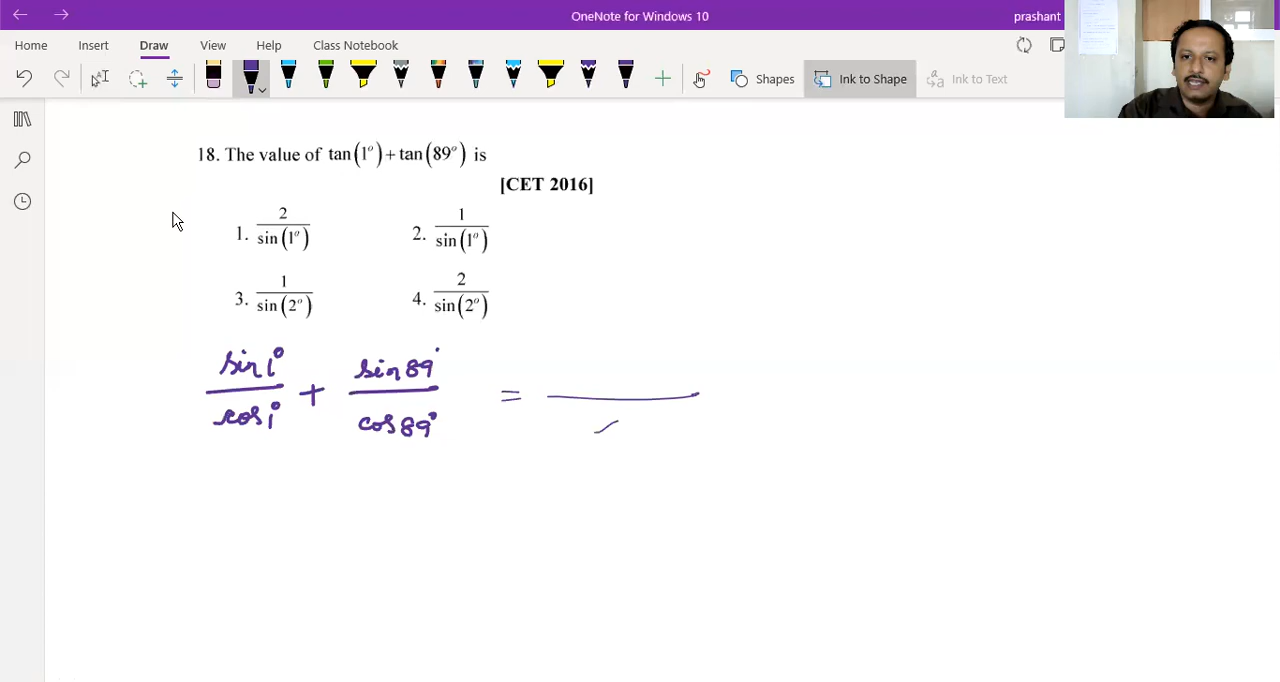 OneNote for Windows 10
prashant
Home Insert Draw View Help Class Notebook
Shapes Ink to Shape Ink to Text
18. The value of tan(1°)+tan(89°) is
[CET 2016]
1. 2/sin(1°) 2. 1/sin(1°)
3. 1/sin(2°) 4. 2/sin(2°)
sin1°/cos1° + sin89°/cos89° =